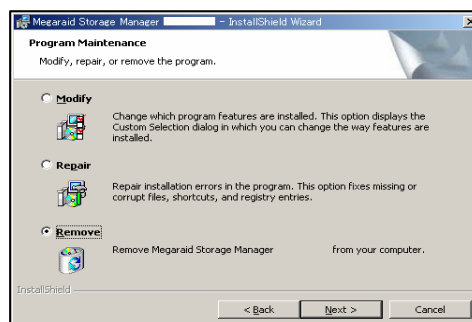 Megaraid Storage Manager - InstallShield Wizard
Program Maintenance
Modify, repair, or remove the program.
Modify
Change which program features are installed. This option displays the
Custom Selection dialog in which you can change the way features are
installed.
Repair
Repair installation errors in the program. This option fixes missing or
corrupt files, shortcuts, and registry entries.
Remove
Remove Megaraid Storage Manager from your computer.
InstallShield
< Back Next > Cancel